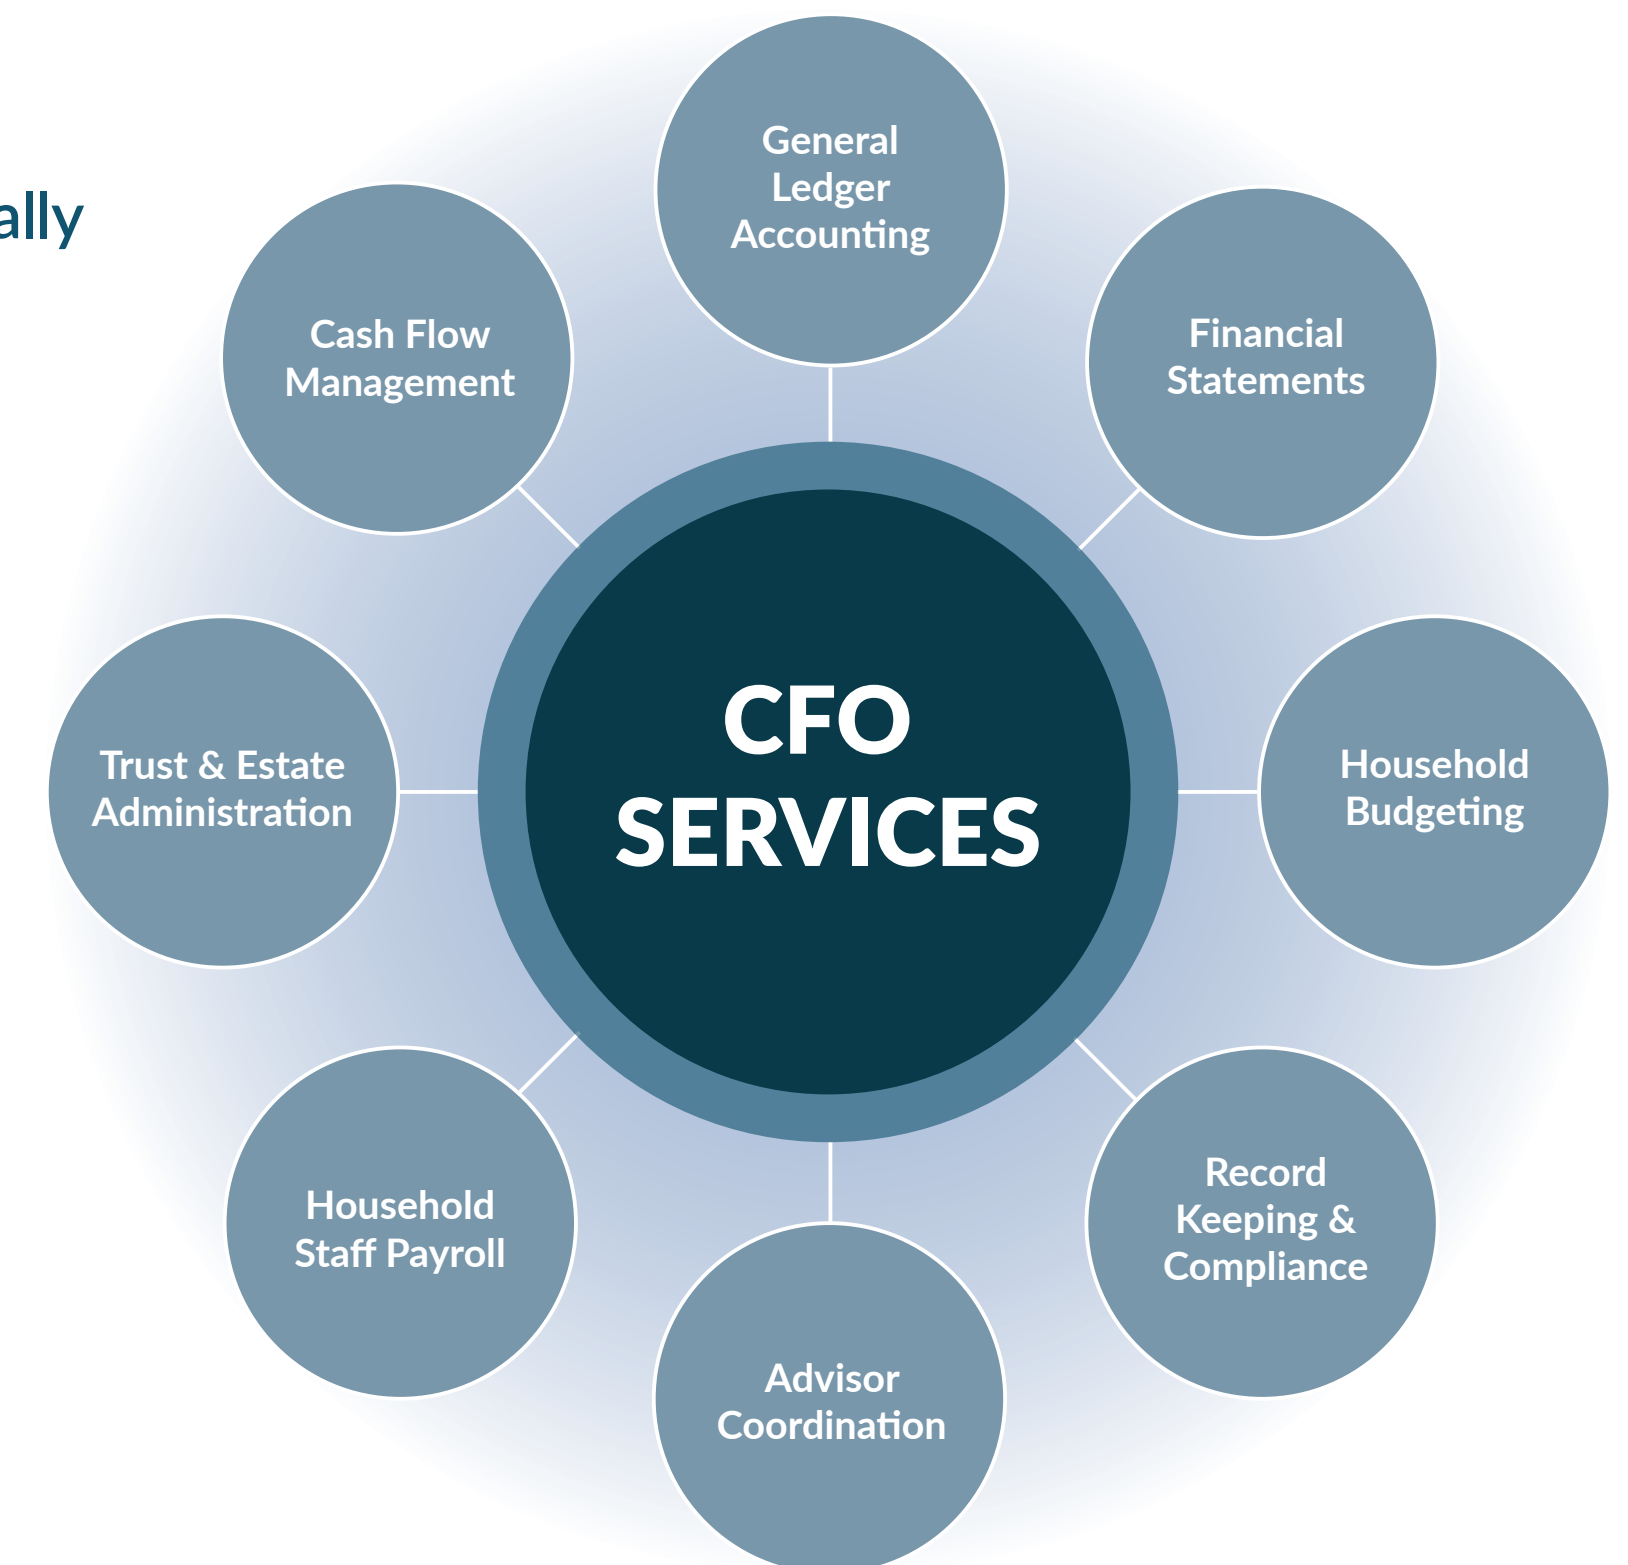 ally
General
Ledger
Accounting
Financial
Statements
Household
Budgeting
Record
Keeping &
Compliance
Advisor
Coordination
Household
Staff Payroll
Trust & Estate
Administration
Cash Flow
Management
CFO
SERVICES